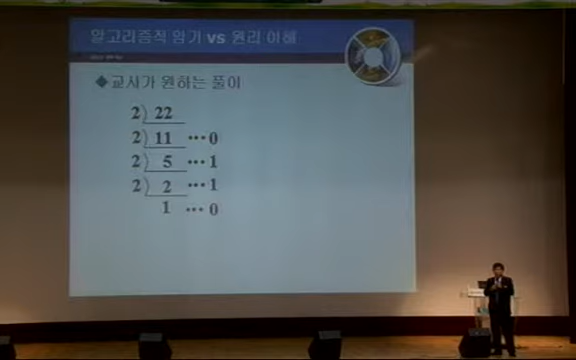 알고리즘적 암기 vs 원리 이해
◆교사가 원하는 풀이
2) 22
2) 11 ···0
2) 5 ···1
2) 2 ···1
1 ···0